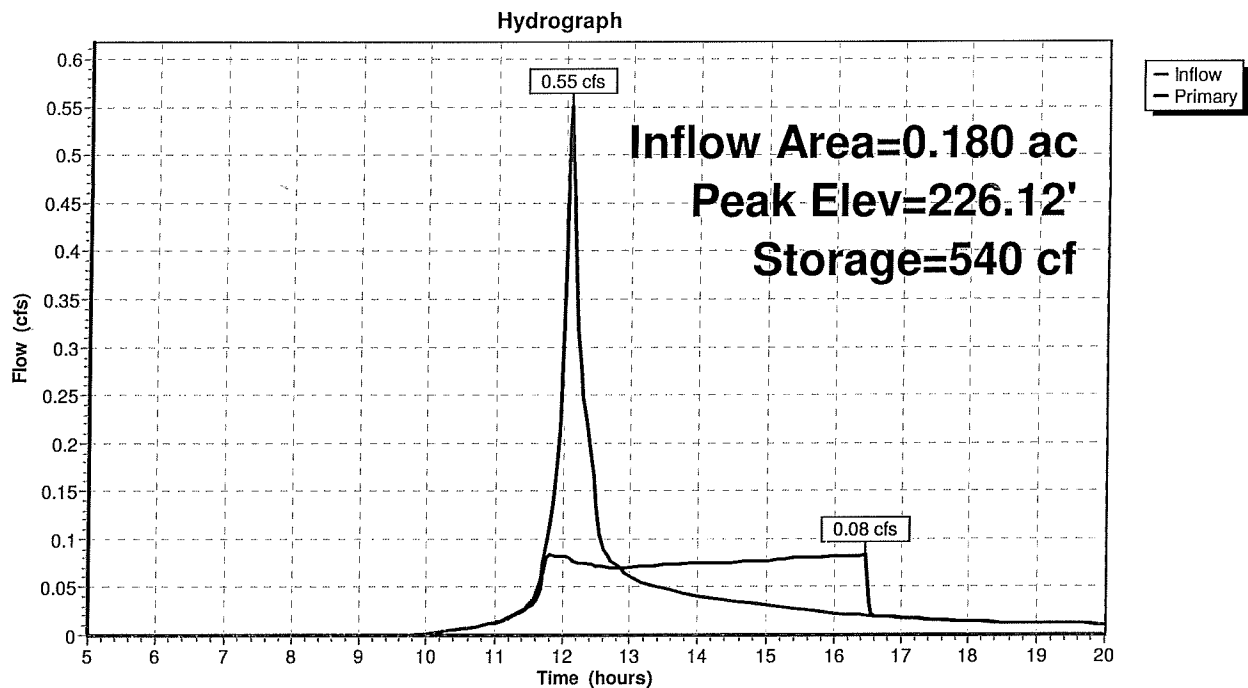 Hydrograph
Inflow
Primary
0.6
0.55
0.5
0.45
0.4
0.35
0.3
0.25
0.2
0.15
0.1
0.05
0
Flow (cfs)
0.55 cfs
Inflow Area=0.180 ac
Peak Elev=226.12'
Storage=540 cf
0.08 cfs
5 6 7 8 9 10 11 12 13 14 15 16 17 18 19 20
Time (hours)